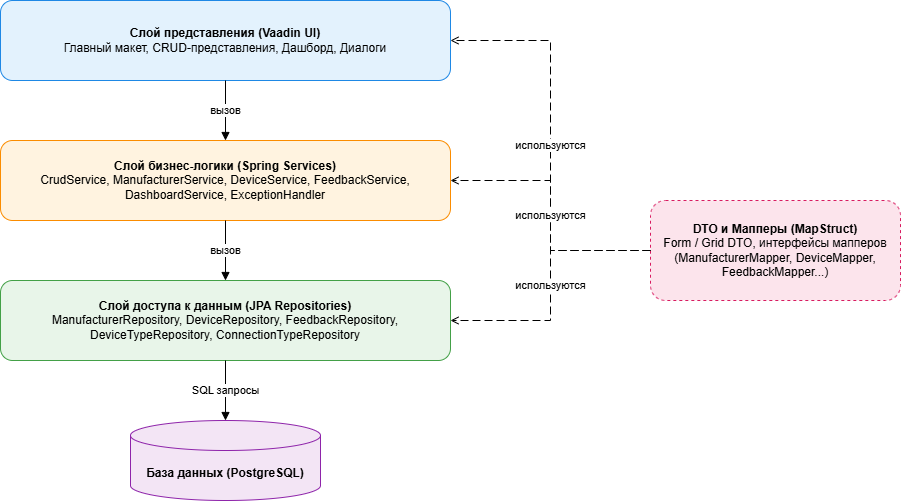 Слой представления (Vaadin UI)
Главный макет, CRUD-представления, Дашборд, Диалоги
вызов
используются
Слой бизнес-логики (Spring Services)
CrudService, ManufacturerService, DeviceService, FeedbackService,
DashboardService, ExceptionHandler
используются
DTO и Мапперы (MapStruct)
Form / Grid DTO, интерфейсы мапперов
(ManufacturerMapper, DeviceMapper,
FeedbackMapper...)
вызов
используются
Слой доступа к данным (JPA Repositories)
ManufacturerRepository, DeviceRepository, FeedbackRepository,
DeviceTypeRepository, ConnectionTypeRepository
SQL запросы
База данных (PostgreSQL)